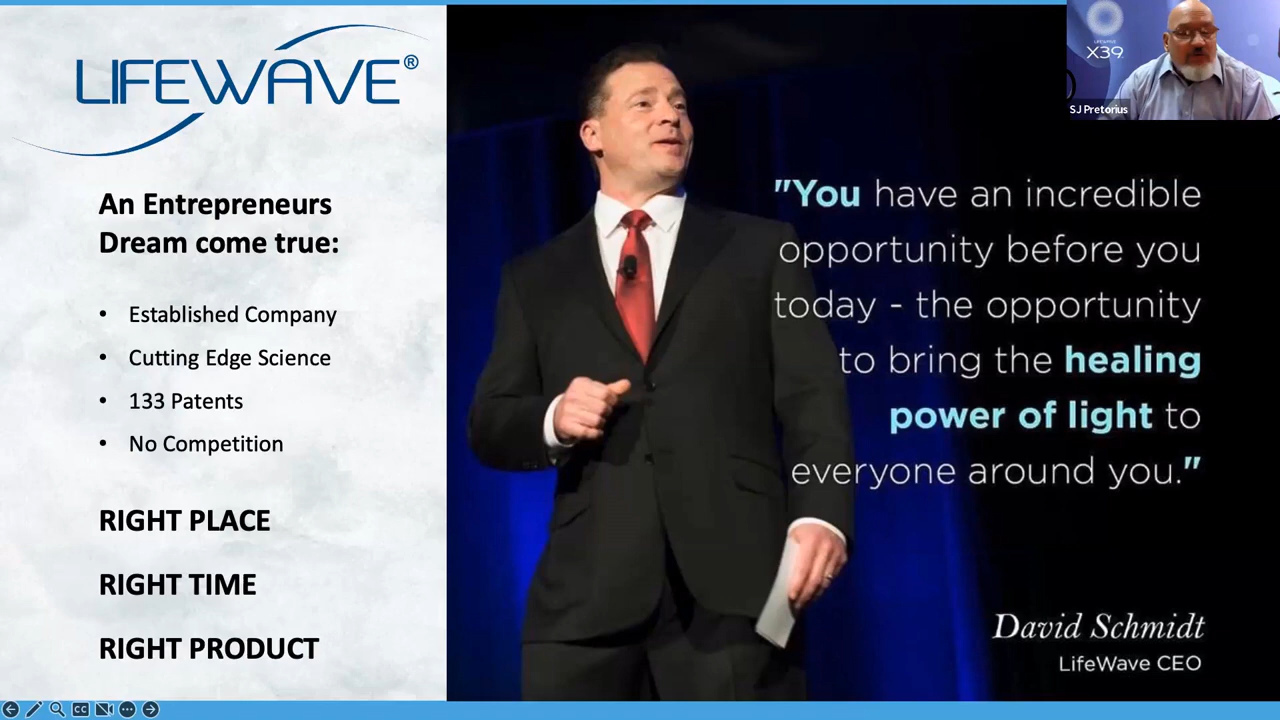 LIFEWAVE®
An Entrepreneurs
Dream come true:
• Established Company
• Cutting Edge Science
• 133 Patents
• No Competition
RIGHT PLACE
RIGHT TIME
RIGHT PRODUCT
"You have an incredible
opportunity before you
today - the opportunity
to bring the healing
power of light to
everyone around you."
David Schmidt
LifeWave CEO
LIFEWAVE
X39
SJ Pretorius
CC